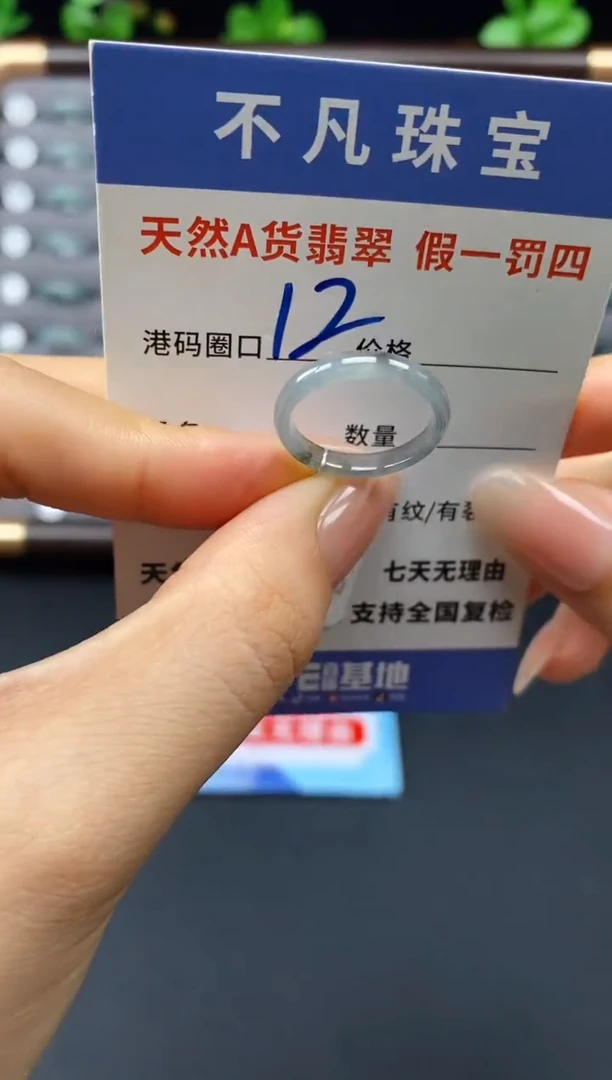 不凡珠宝
天然A货翡翠 假一罚四
港码圈口 12 价格
数量
有纹/有裂
七天无理由
支持全国复检
基地